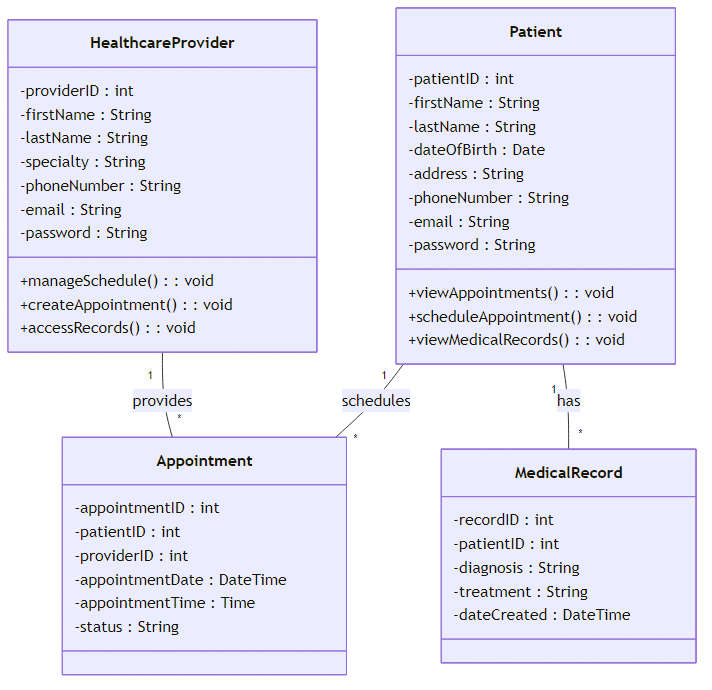 HealthcareProvider
-providerID : int
-firstName : String
-lastName : String
-specialty : String
-phoneNumber : String
-email : String
-password : String
+manageSchedule() : : void
+createAppointment() : : void
+accessRecords() : : void
Patient
-patientID : int
-firstName : String
-lastName : String
-dateOfBirth : Date
-address : String
-phoneNumber : String
-email : String
-password : String
+viewAppointments() : : void
+scheduleAppointment() : : void
+viewMedicalRecords() : : void
1
provides
*
1
schedules
*
1
has
*
Appointment
-appointmentID : int
-patientID : int
-providerID : int
-appointmentDate : DateTime
-appointmentTime : Time
-status : String
MedicalRecord
-recordID : int
-patientID : int
-diagnosis : String
-treatment : String
-dateCreated : DateTime